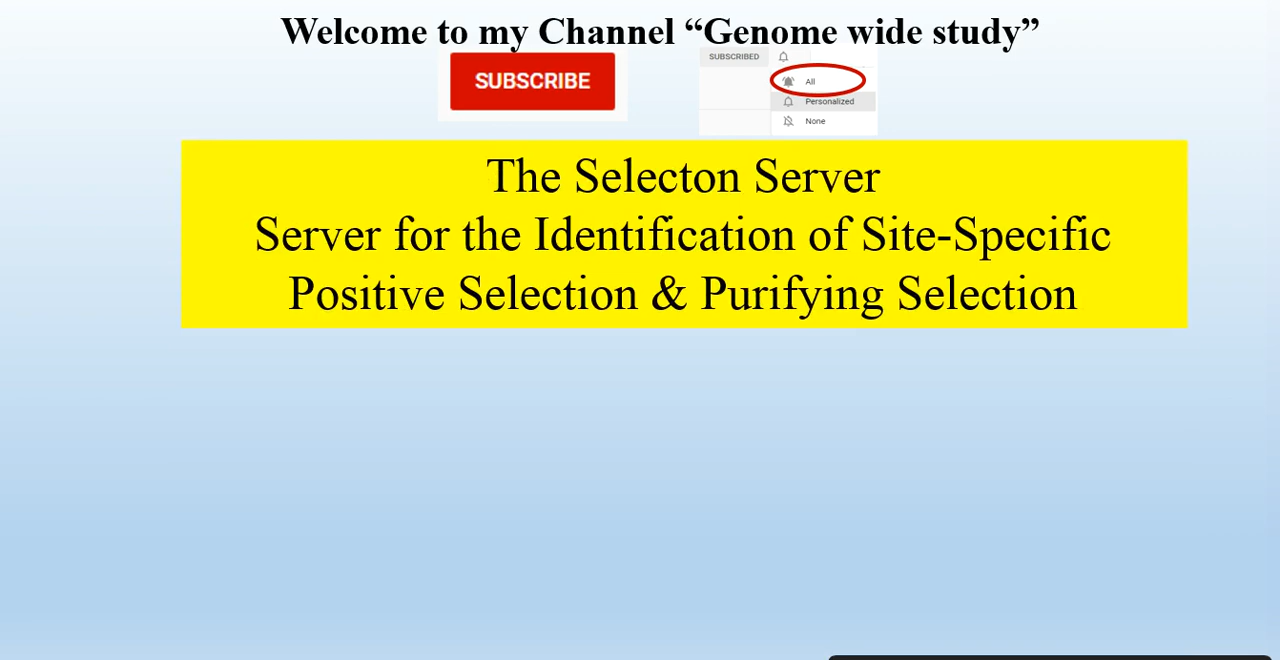 Welcome to my Channel “Genome wide study”
SUBSCRIBE
SUBSCRIBED
All
Personalized
None
The Selecton Server
Server for the Identification of Site-Specific
Positive Selection & Purifying Selection